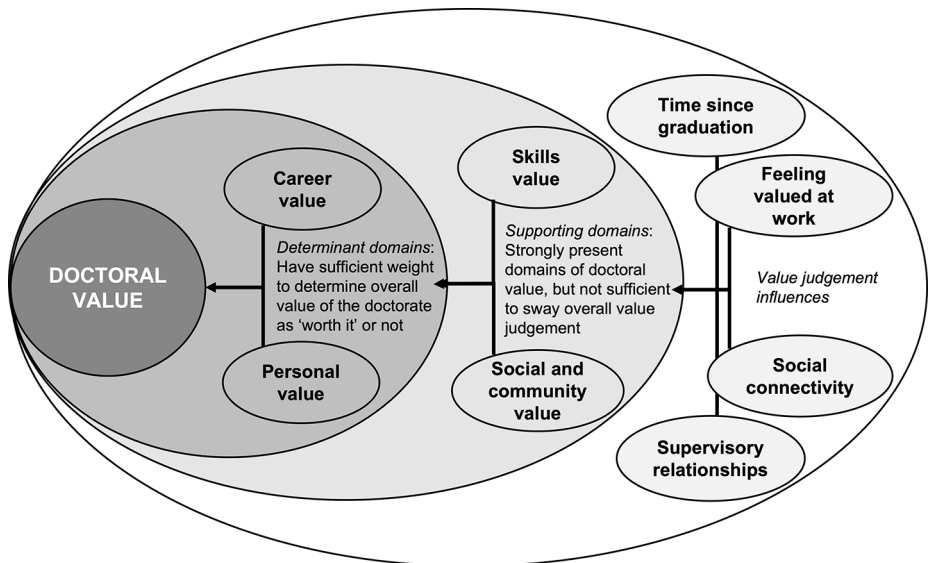 DOCTORAL
VALUE
Career
value
Determinant domains:
Have sufficient weight
to determine overall
value of the doctorate
as ‘worth it’ or not
Personal
value
Skills
value
Supporting domains:
Strongly present
domains of doctoral
value, but not sufficient
to sway overall value
judgement
Social and
community
value
Time since
graduation
Feeling
valued at
work
Value judgement
influences
Social
connectivity
Supervisory
relationships